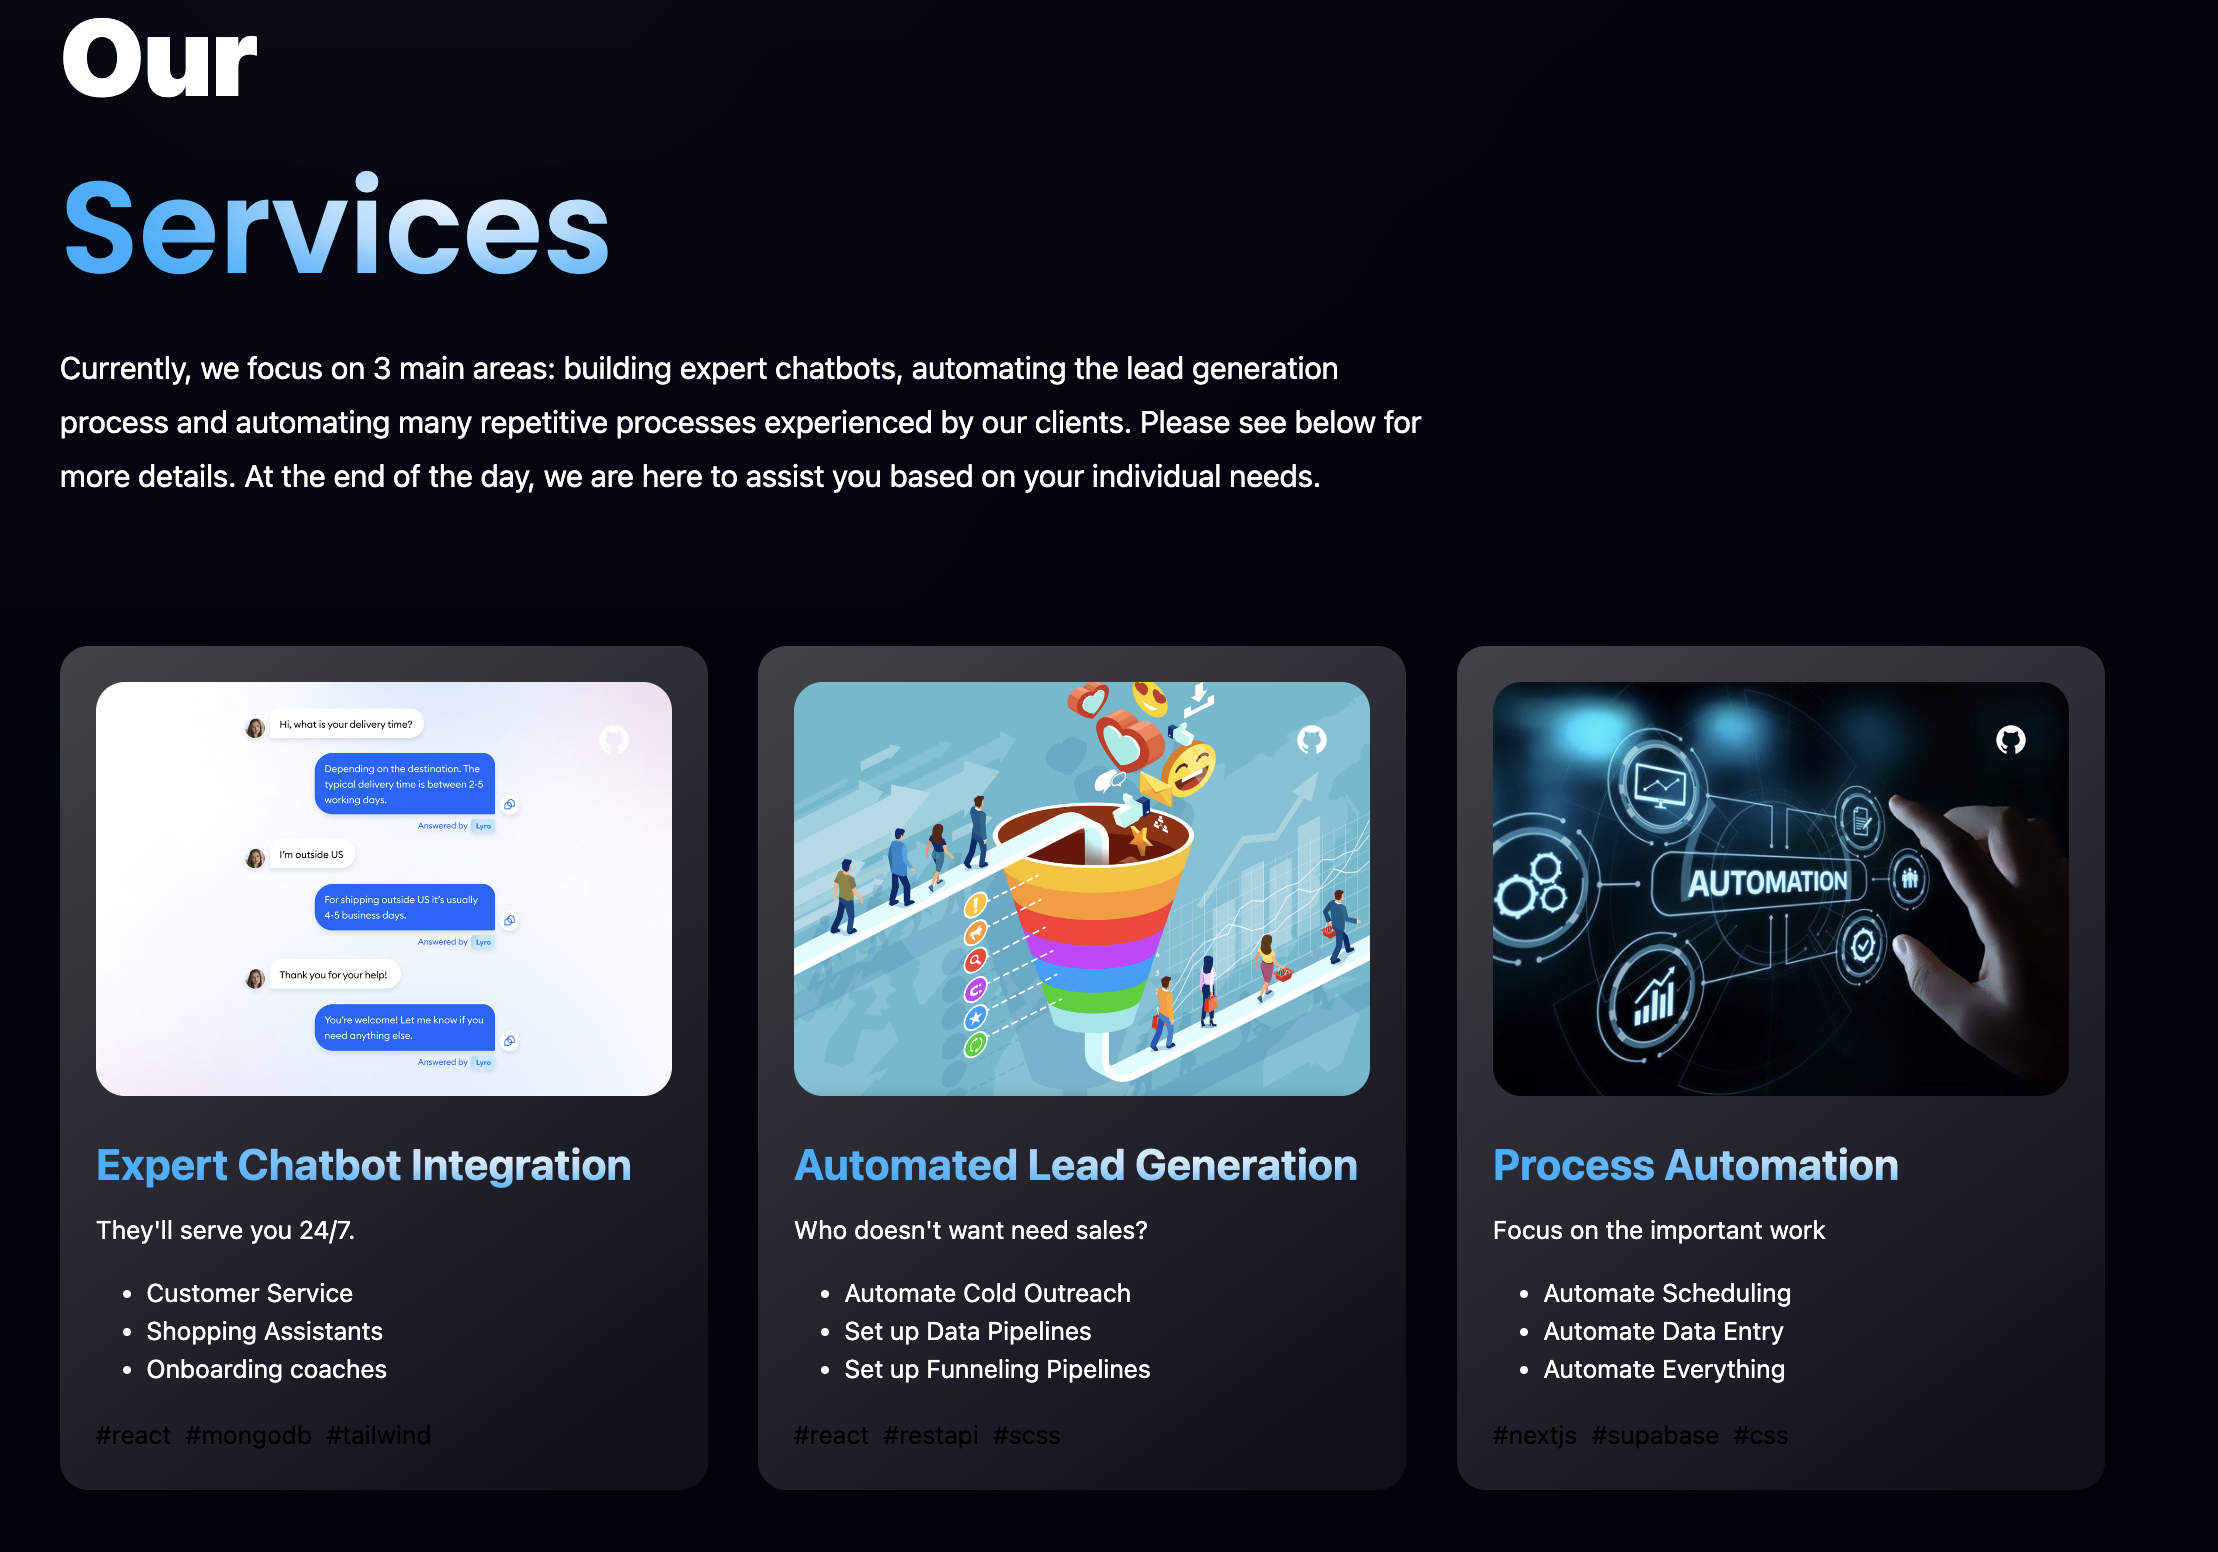 Our
Services
Currently, we focus on 3 main areas: building expert chatbots, automating the lead generation
process and automating many repetitive processes experienced by our clients. Please see below for
more details. At the end of the day, we are here to assist you based on your individual needs.
Hi, what is your delivery time?
Depending on the destination. The
typical delivery time is between 2-5
working days.
Answered by Lyro
I'm outside US
For shipping outside US it's usually
4-5 business days.
Answered by Lyro
Thank you for your help!
You're welcome! Let me know if you
need anything else.
Answered by Lyro
Expert Chatbot Integration
They'll serve you 24/7.
• Customer Service
• Shopping Assistants
• Onboarding coaches
#react #mongodb #tailwind
Automated Lead Generation
Who doesn't want need sales?
• Automate Cold Outreach
• Set up Data Pipelines
• Set up Funneling Pipelines
#react #restapi #scss
AUTOMATION
Process Automation
Focus on the important work
• Automate Scheduling
• Automate Data Entry
• Automate Everything
#nextjs #supabase #css